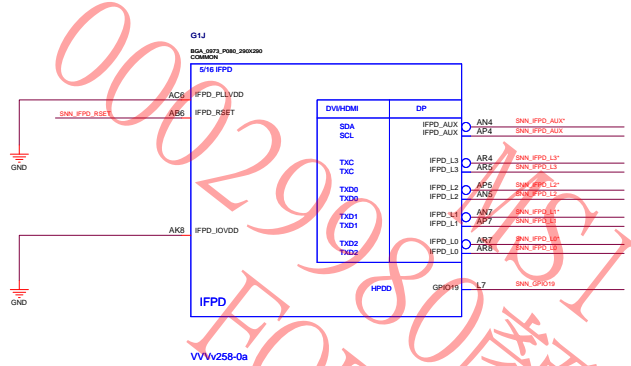 G1J
BGA_0973_P080_290X290
COMMON
5/16 IFPD
AC6 IFPD_PLLVDD
SNN_IFPD_RSET AB6 IFPD_RSET
GND
DVI/HDMI DP
SDA IFPD_AUX AN4 SNN_IFPD_AUX*
SCL IFPD_AUX AP4 SNN_IFPD_AUX
TXC IFPD_L3 AR4 SNN_IFPD_L3*
TXC IFPD_L3 AR5 SNN_IFPD_L3
TXD0 IFPD_L2 AP5 SNN_IFPD_L2*
TXD0 IFPD_L2 AN5 SNN_IFPD_L2
TXD1 IFPD_L1 AN7 SNN_IFPD_L1*
TXD1 IFPD_L1 AP7 SNN_IFPD_L1
AK8 IFPD_IOVDD
TXD2 IFPD_L0 AR7 SNN_IFPD_L0*
TXD2 IFPD_L0 AR8 SNN_IFPD_L0
GND
HPDD GPIO19 L7 SNN_GPIO19
IFPD
VVVv258-0a
0000299802
MSI